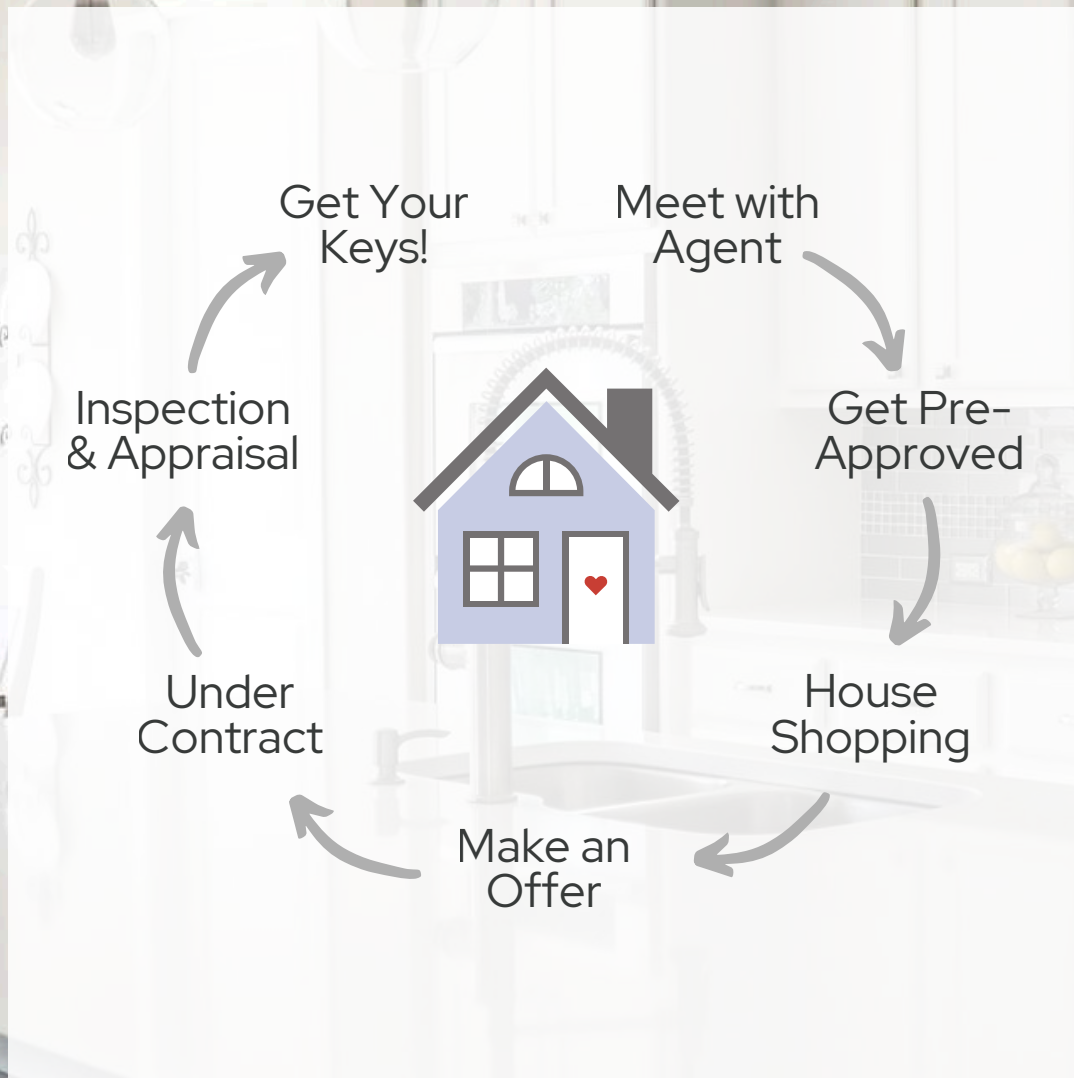 Meet with
Agent
Get Pre-
Approved
House
Shopping
Make an
Offer
Under
Contract
Inspection
& Appraisal
Get Your
Keys!